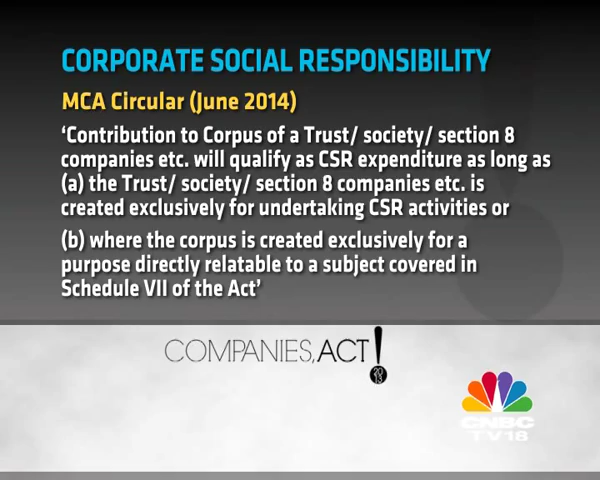 CORPORATE SOCIAL RESPONSIBILITY
MCA Circular (June 2014)
‘Contribution to Corpus of a Trust/ society/ section 8
companies etc. will qualify as CSR expenditure as long as
(a) the Trust/ society/ section 8 companies etc. is
created exclusively for undertaking CSR activities or
(b) where the corpus is created exclusively for a
purpose directly relatable to a subject covered in
Schedule VII of the Act’
COMPANIES, ACT!
2013
CNBC
TV18